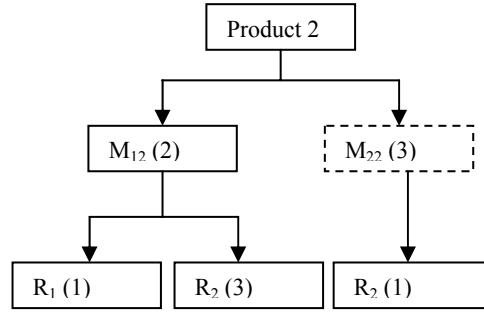 Product 2
M₁₂ (2)
M₂₂ (3)
R₁ (1)
R₂ (3)
R₂ (1)